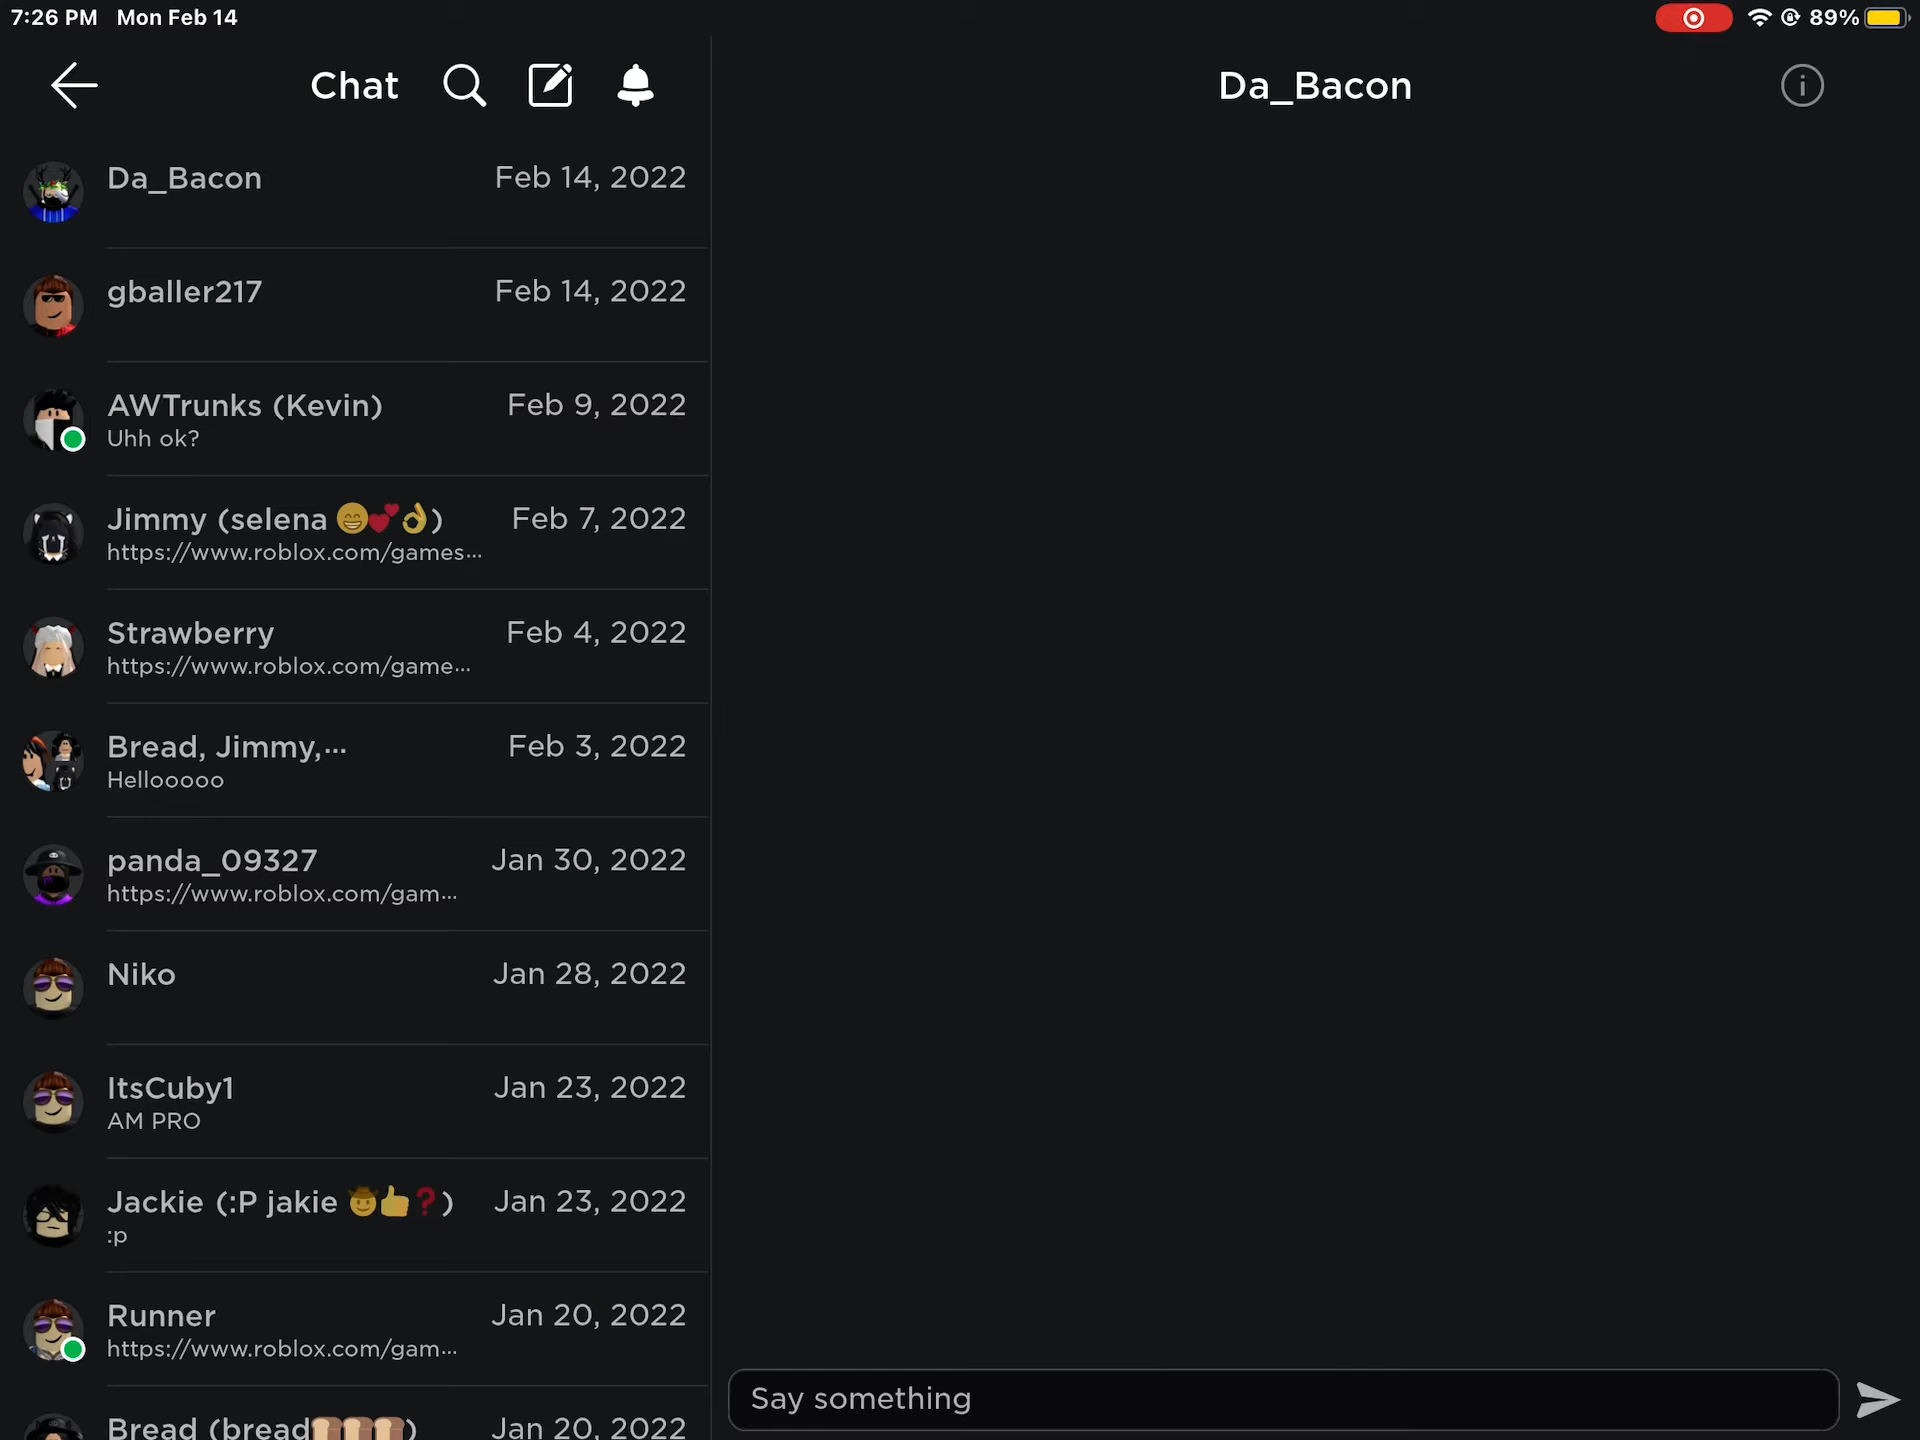 7:26 PM Mon Feb 14
89%
Chat
Da_Bacon
Da_Bacon Feb 14, 2022
gballer217 Feb 14, 2022
AWTrunks (Kevin) Feb 9, 2022
Uhh ok?
Jimmy (selena 😁💕👌) Feb 7, 2022
https://www.roblox.com/games...
Strawberry Feb 4, 2022
https://www.roblox.com/game...
Bread, Jimmy,... Feb 3, 2022
Hellooooo
panda_09327 Jan 30, 2022
https://www.roblox.com/gam...
Niko Jan 28, 2022
ItsCuby1 Jan 23, 2022
AM PRO
Jackie (:P jakie 🤠👍❓) Jan 23, 2022
:p
Runner Jan 20, 2022
https://www.roblox.com/gam...
Bread (bread🍞🍞🍞) Jan 20, 2022
Say something